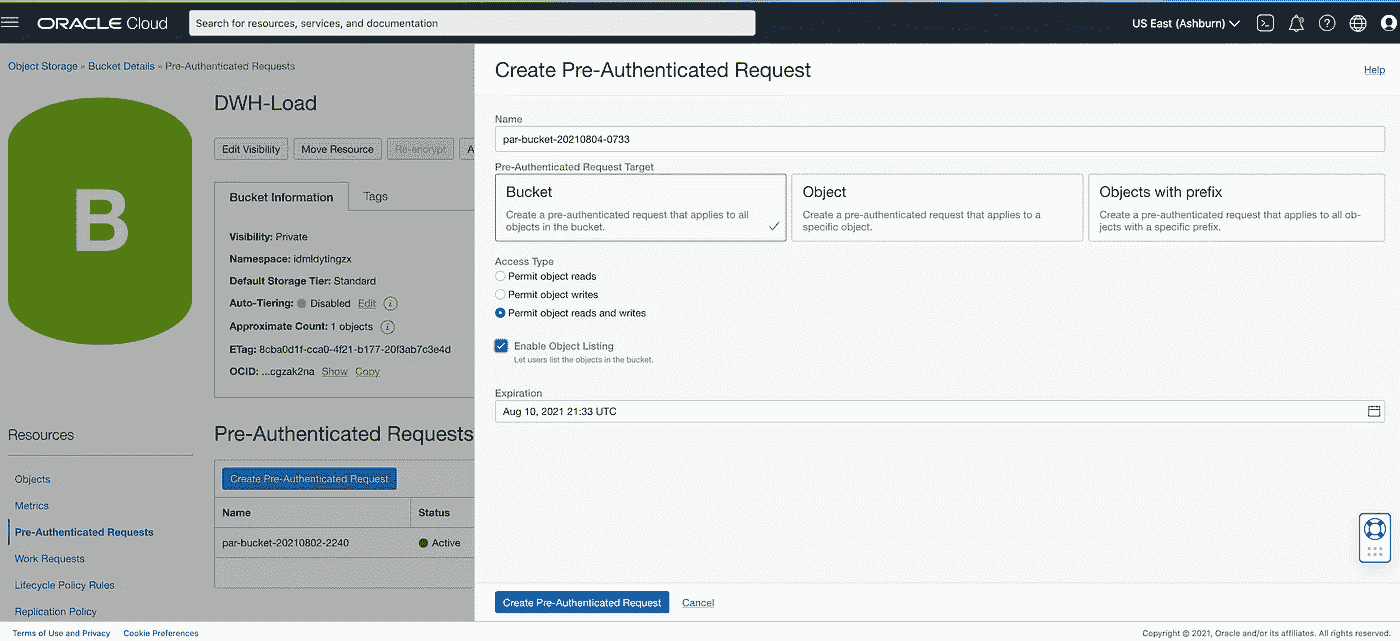 ORACLE Cloud
Search for resources, services, and documentation
US East (Ashburn)
Object Storage » Bucket Details » Pre-Authenticated Requests
B
DWH-Load
Edit Visibility
Move Resource
Re-encrypt
A
Bucket Information
Tags
Visibility: Private
Namespace: idmldytingzx
Default Storage Tier: Standard
Auto-Tiering: Disabled Edit i
Approximate Count: 1 objects i
ETag: 8cba0d1f-cca0-4f21-b177-20f3ab7c3e4d
OCID: ...cgzak2na Show Copy
Resources
Objects
Metrics
Pre-Authenticated Requests
Work Requests
Lifecycle Policy Rules
Replication Policy
Pre-Authenticated Requests
Create Pre-Authenticated Request
Name Status
par-bucket-20210802-2240 Active
Create Pre-Authenticated Request
Help
Name
par-bucket-20210804-0733
Pre-Authenticated Request Target
Bucket
Create a pre-authenticated request that applies to all
objects in the bucket.
Object
Create a pre-authenticated request that applies to a
specific object.
Objects with prefix
Create a pre-authenticated request that applies to all ob-
jects with a specific prefix.
Access Type
Permit object reads
Permit object writes
Permit object reads and writes
Enable Object Listing
Let users list the objects in the bucket.
Expiration
Aug 10, 2021 21:33 UTC
Create Pre-Authenticated Request
Cancel
Terms of Use and Privacy Cookie Preferences
Copyright © 2021, Oracle and/or its affiliates. All rights reserved.